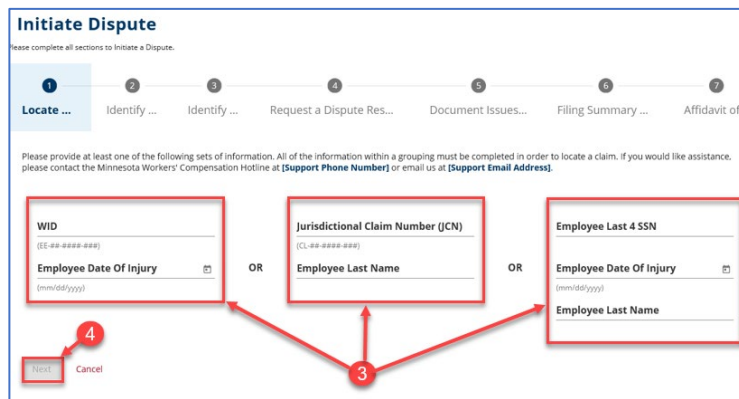 Initiate Dispute
Please complete all sections to Initiate a Dispute.
1 2 3 4 5 6 7
Locate ... Identify ... Identify ... Request a Dispute Res... Document Issues... Filing Summary ... Affidavit of
Please provide at least one of the following sets of information. All of the information within a grouping must be completed in order to locate a claim. If you would like assistance,
please contact the Minnesota Workers' Compensation Hotline at [Support Phone Number] or email us at [Support Email Address].
WID
(EE-##-####-###)
Employee Date Of Injury
(mm/dd/yyyy)
OR
Jurisdictional Claim Number (JCN)
(CL-##-####-###)
Employee Last Name
OR
Employee Last 4 SSN
Employee Date Of Injury
(mm/dd/yyyy)
Employee Last Name
4
3
Next Cancel